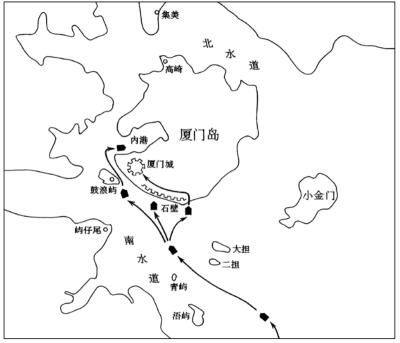 集美
北水道
高崎
厦门岛
内港
厦门城
鼓浪屿
石壁
小金门
屿仔尾
南水道
大担
二担
青屿
浯屿